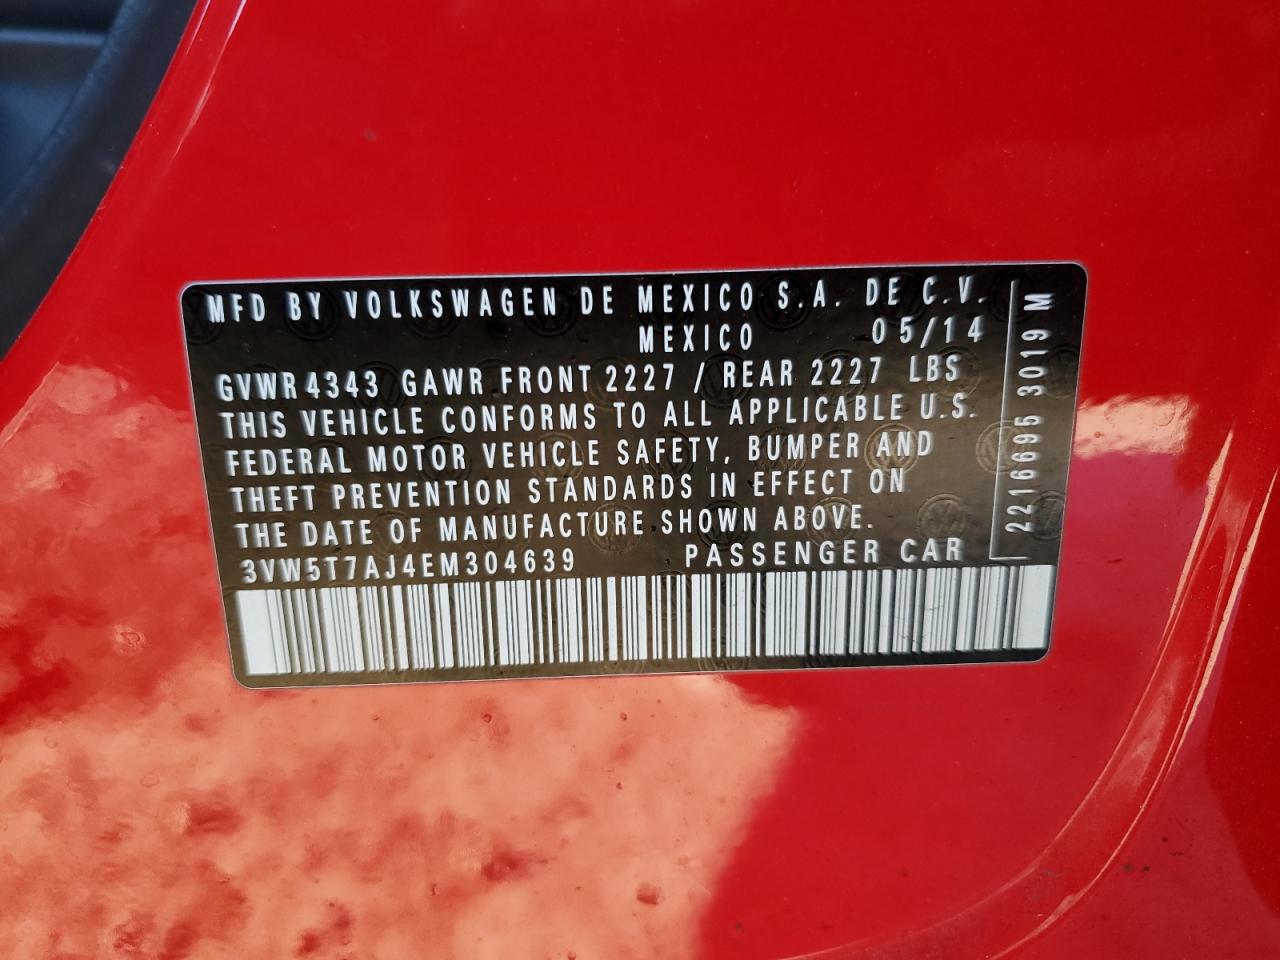 MFD BY VOLKSWAGEN DE MEXICO S.A. DE C.V.
MEXICO 05/14
GVWR 4343 GAWR FRONT 2227 / REAR 2227 LBS
THIS VEHICLE CONFORMS TO ALL APPLICABLE U.S.
FEDERAL MOTOR VEHICLE SAFETY, BUMPER AND
THEFT PREVENTION STANDARDS IN EFFECT ON
THE DATE OF MANUFACTURE SHOWN ABOVE.
3VW5T7AJ4EM304639 PASSENGER CAR
2216695 3019 M